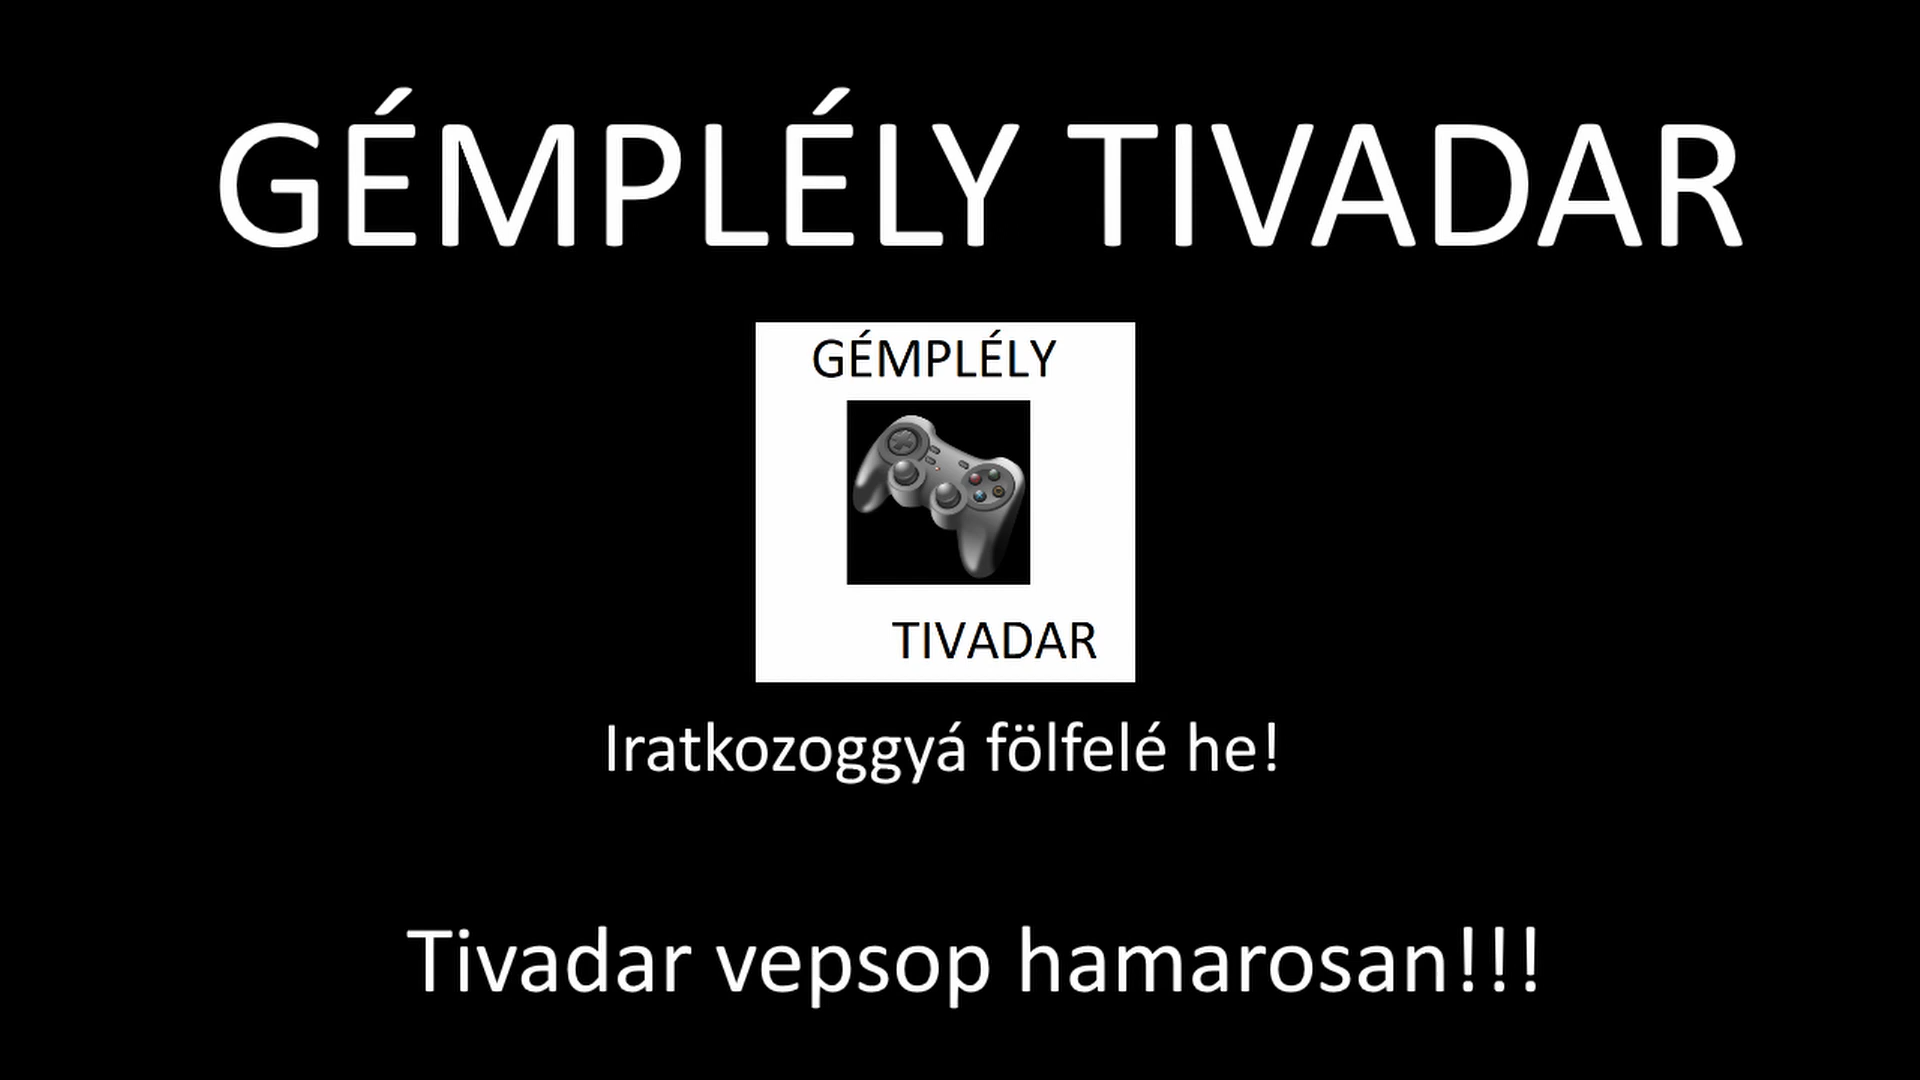 GÉMPLÉLY TIVADAR
GÉMPLÉLY
TIVADAR
Iratkozoggyá fölfelé he!
Tivadar vepsop hamarosan!!!